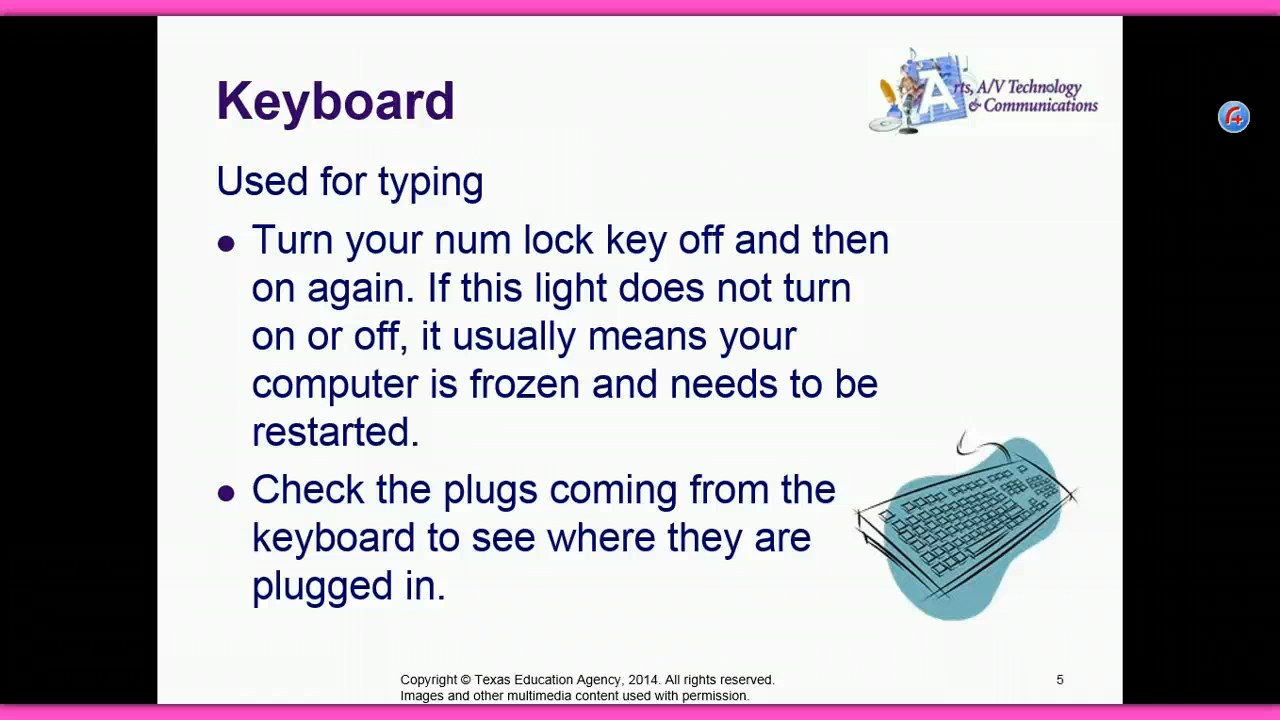 Keyboard
Arts, A/V Technology
& Communications
Used for typing
Turn your num lock key off and then
on again. If this light does not turn
on or off, it usually means your
computer is frozen and needs to be
restarted.
Check the plugs coming from the
keyboard to see where they are
plugged in.
Copyright © Texas Education Agency, 2014. All rights reserved.
Images and other multimedia content used with permission.
5